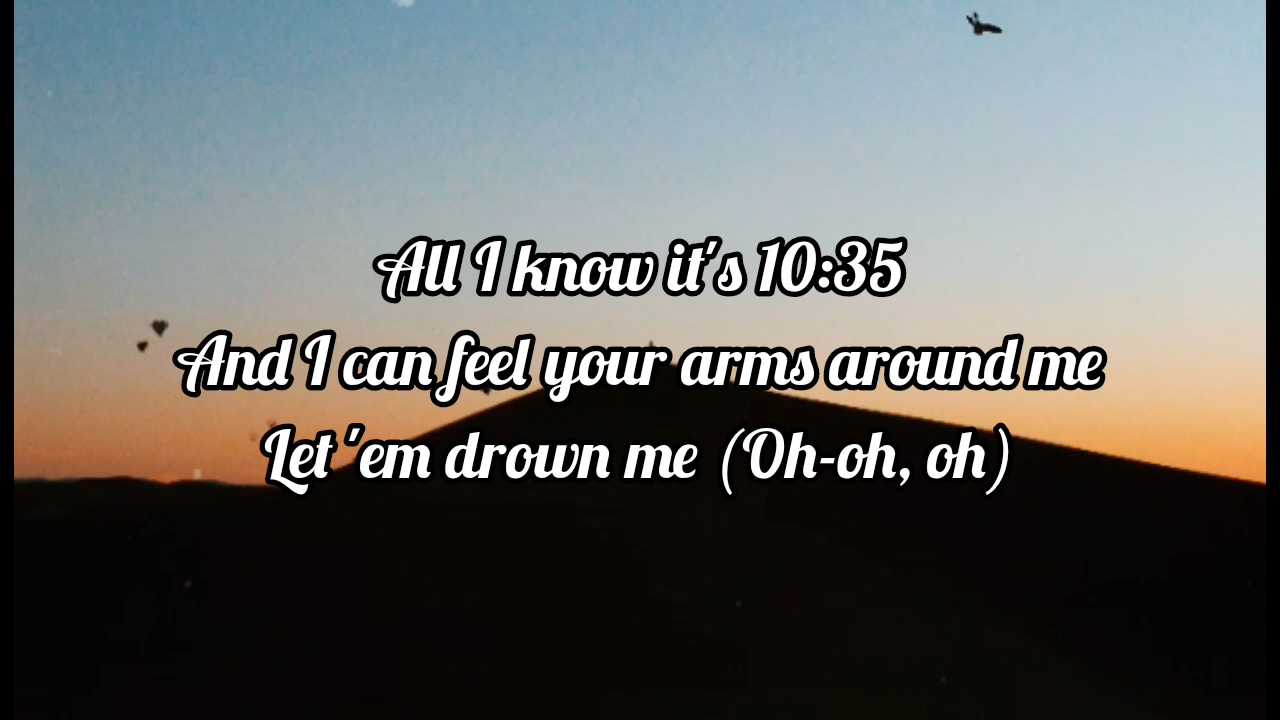 All I know it's 10:35
And I can feel your arms around me
Let 'em drown me (Oh-oh, oh)